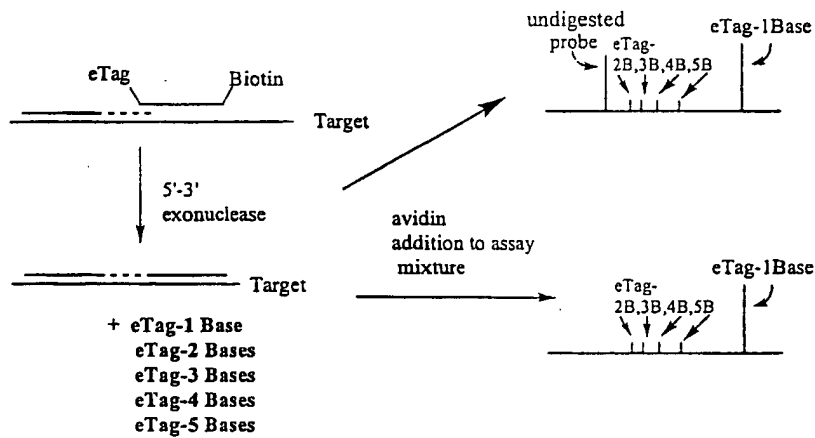 eTag
Biotin
Target
5'-3'
exonuclease
Target
+ eTag-1 Base
eTag-2 Bases
eTag-3 Bases
eTag-4 Bases
eTag-5 Bases
undigested
probe
eTag-
2B,3B,4B,5B
eTag-1Base
avidin
addition to assay
mixture
eTag-
2B,3B,4B,5B
eTag-1Base